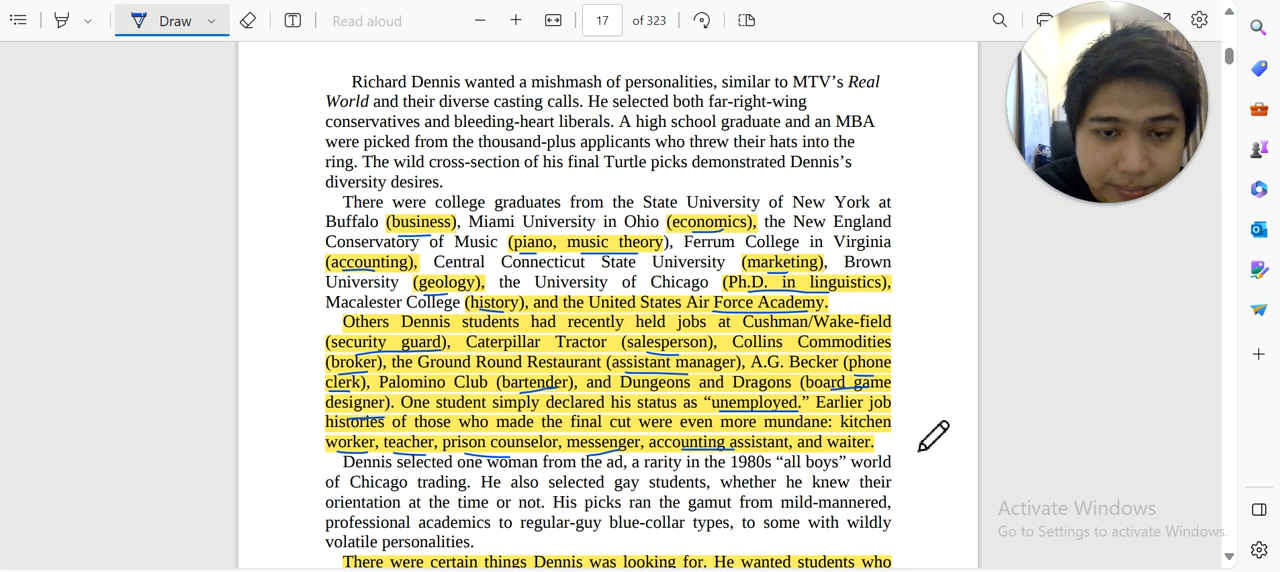 Draw
Read aloud
17 of 323
Richard Dennis wanted a mishmash of personalities, similar to MTV’s Real
World and their diverse casting calls. He selected both far-right-wing
conservatives and bleeding-heart liberals. A high school graduate and an MBA
were picked from the thousand-plus applicants who threw their hats into the
ring. The wild cross-section of his final Turtle picks demonstrated Dennis’s
diversity desires.
There were college graduates from the State University of New York at
Buffalo (business), Miami University in Ohio (economics), the New England
Conservatory of Music (piano, music theory), Ferrum College in Virginia
(accounting), Central Connecticut State University (marketing), Brown
University (geology), the University of Chicago (Ph.D. in linguistics),
Macalester College (history), and the United States Air Force Academy.
Others Dennis students had recently held jobs at Cushman/Wake-field
(security guard), Caterpillar Tractor (salesperson), Collins Commodities
(broker), the Ground Round Restaurant (assistant manager), A.G. Becker (phone
clerk), Palomino Club (bartender), and Dungeons and Dragons (board game
designer). One student simply declared his status as “unemployed.” Earlier job
histories of those who made the final cut were even more mundane: kitchen
worker, teacher, prison counselor, messenger, accounting assistant, and waiter.
Dennis selected one woman from the ad, a rarity in the 1980s “all boys” world
of Chicago trading. He also selected gay students, whether he knew their
orientation at the time or not. His picks ran the gamut from mild-mannered,
professional academics to regular-guy blue-collar types, to some with wildly
volatile personalities.
There were certain things Dennis was looking for. He wanted students who
Activate Windows
Go to Settings to activate Windows.